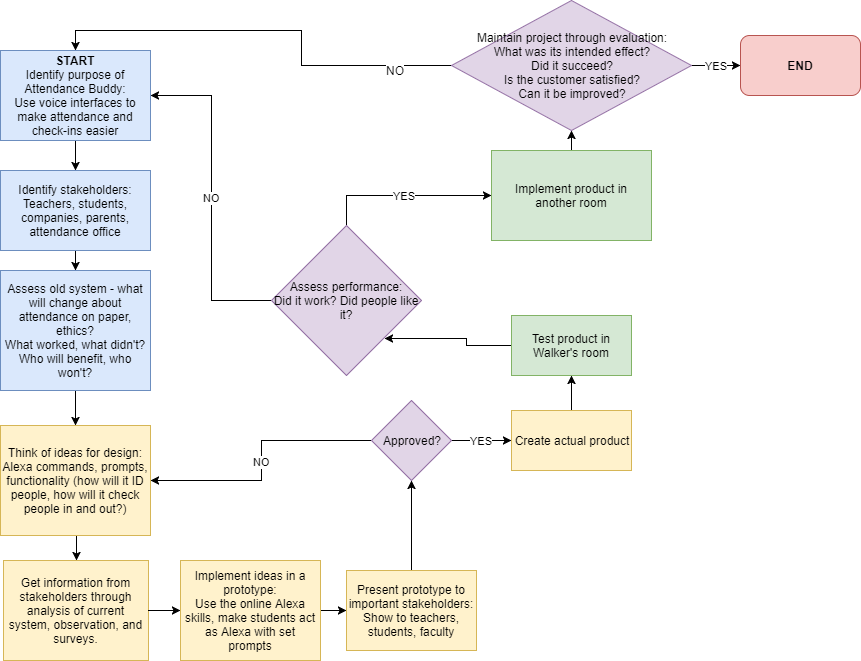 START
Identify purpose of
Attendance Buddy:
Use voice interfaces to
make attendance and
check-ins easier
Identify stakeholders:
Teachers, students,
companies, parents,
attendance office
Assess old system - what
will change about
attendance on paper,
ethics?
What worked, what didn't?
Who will benefit, who
won't?
Think of ideas for design:
Alexa commands, prompts,
functionality (how will it ID
people, how will it check
people in and out?)
Get information from
stakeholders through
analysis of current
system, observation, and
surveys.
Implement ideas in a
prototype:
Use the online Alexa
skills, make students act
as Alexa with set
prompts
Present prototype to
important stakeholders:
Show to teachers,
students, faculty
Approved?
NO
YES
Create actual product
Test product in
Walker's room
Assess performance:
Did it work? Did people like
it?
NO
YES
Implement product in
another room
Maintain project through evaluation:
What was its intended effect?
Did it succeed?
Is the customer satisfied?
Can it be improved?
NO
YES
END